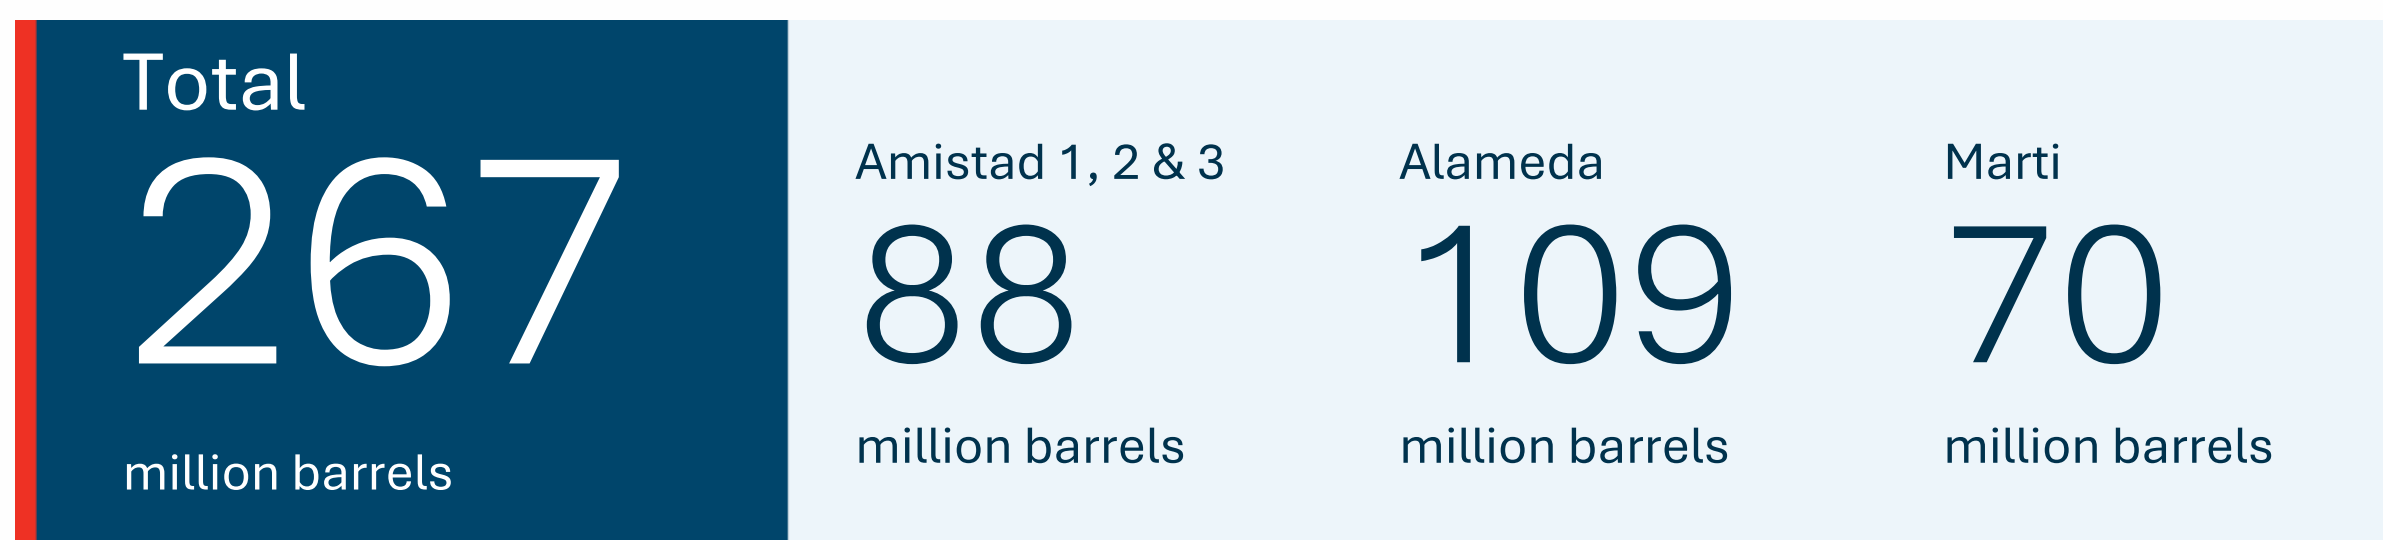 Total
267
million barrels
Amistad 1, 2 & 3
88
million barrels
Alameda
109
million barrels
Marti
70
million barrels